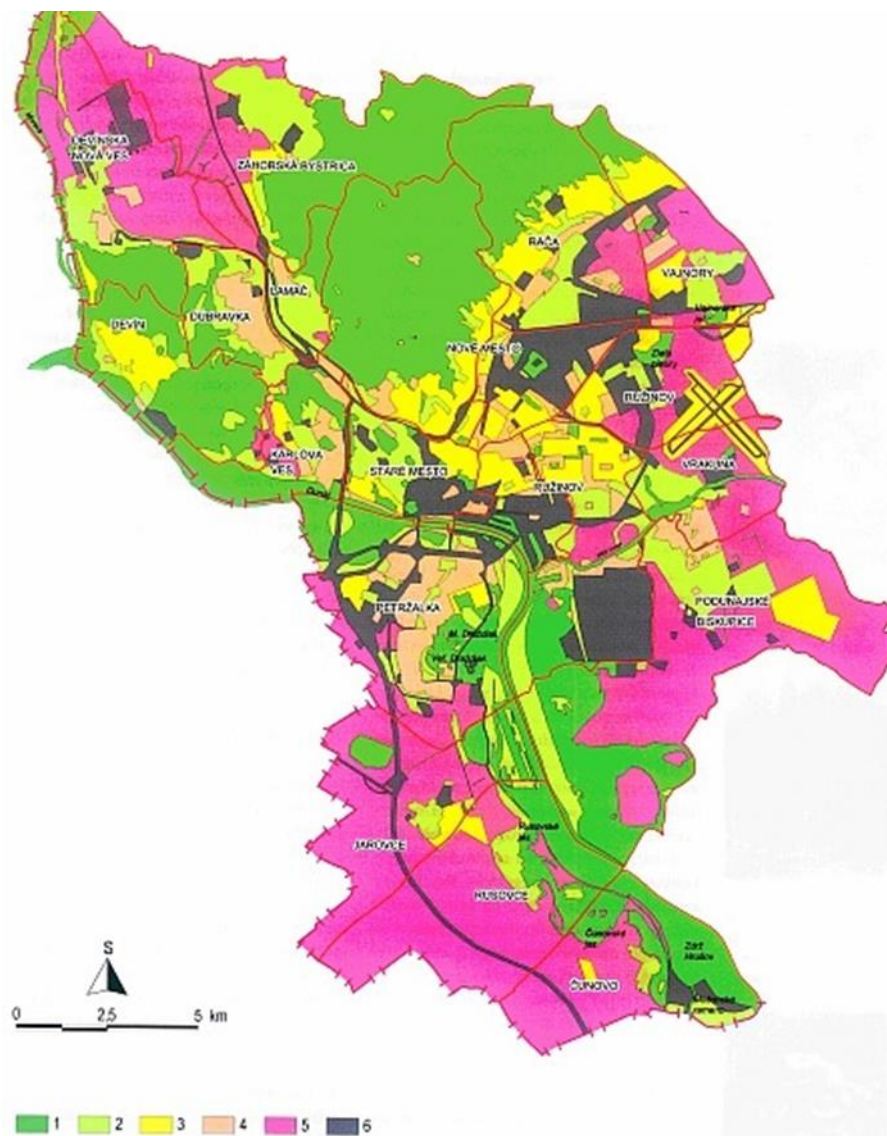 DEVÍNSKA
NOVÁ VES
ZÁHORSKÁ BYSTRICA
RAČA
VAJNORY
LAMAČ
DÚBRAVKA
DEVÍN
NOVÉ MESTO
RUŽINOV
KARLOVA
VES
STARÉ MESTO
VRAKUŇA
RUŽINOV
PETRŽALKA
PODUNAJSKÉ
BISKUPICE
JAROVCE
RUSOVCE
ČUNOVO
S
0 2,5 5 km
1 2 3 4 5 6